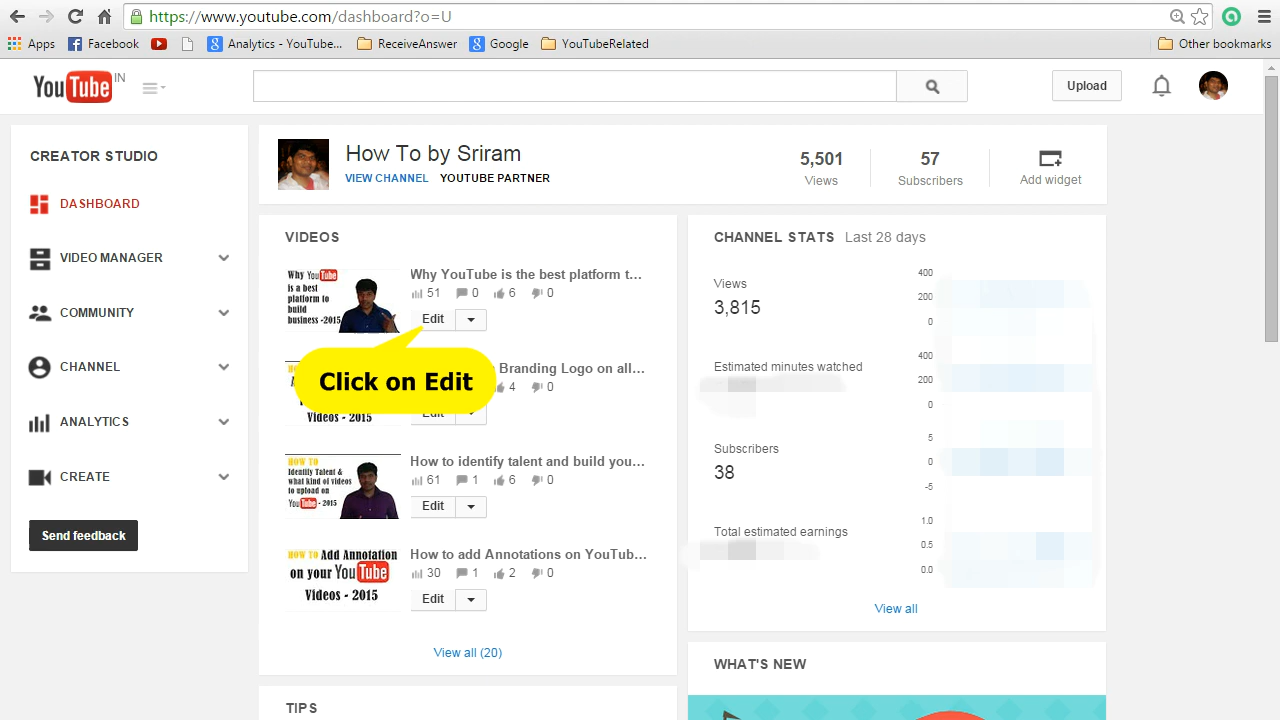 https://www.youtube.com/dashboard?o=U
Apps Facebook Analytics - YouTube... ReceiveAnswer Google YouTubeRelated Other bookmarks
YouTube IN
Upload
CREATOR STUDIO
DASHBOARD
VIDEO MANAGER
COMMUNITY
CHANNEL
ANALYTICS
CREATE
Send feedback
How To by Sriram
VIEW CHANNEL YOUTUBE PARTNER
5,501
Views
57
Subscribers
Add widget
VIDEOS
Why YouTube
is a best
platform to
build
business -2015
Why YouTube is the best platform t...
51 0 6 0
Edit
Click on Edit
Branding Logo on all...
4 0
Edit
Videos - 2015
HOW TO
Identify Talent &
what kind of videos
to upload on
YouTube - 2015
How to identify talent and build you...
61 1 6 0
Edit
HOW TO Add Annotation
on your YouTube
Videos - 2015
How to add Annotations on YouTub...
30 1 2 0
Edit
View all (20)
TIPS
CHANNEL STATS Last 28 days
Views
3,815
400
200
0
Estimated minutes watched
400
200
0
Subscribers
38
5
0
-5
Total estimated earnings
1.0
0.5
0.0
View all
WHAT'S NEW